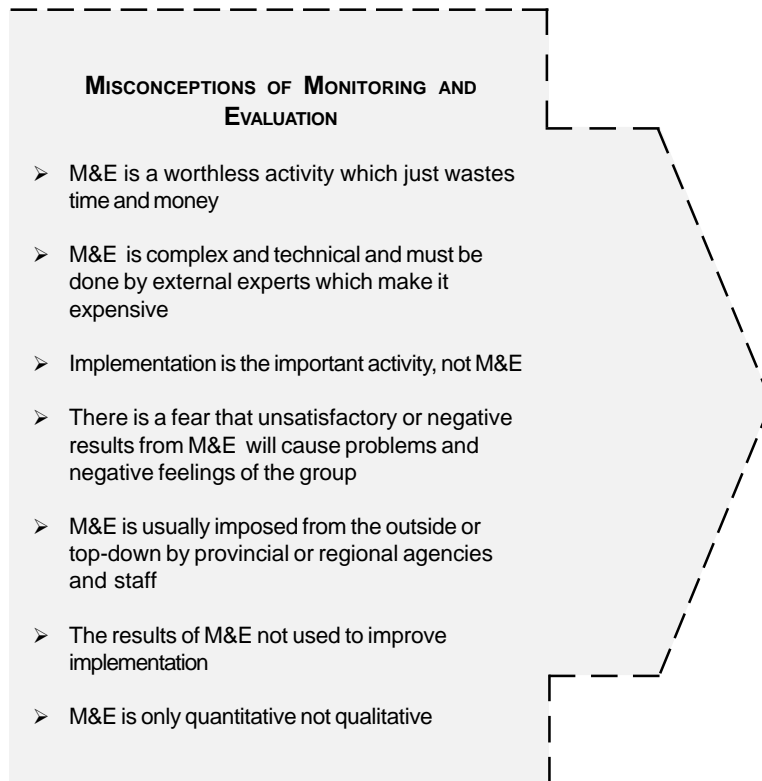 MISCONCEPTIONS OF MONITORING AND
EVALUATION
➢ M&E is a worthless activity which just wastes
time and money
➢ M&E is complex and technical and must be
done by external experts which make it
expensive
➢ Implementation is the important activity, not M&E
➢ There is a fear that unsatisfactory or negative
results from M&E will cause problems and
negative feelings of the group
➢ M&E is usually imposed from the outside or
top-down by provincial or regional agencies
and staff
➢ The results of M&E not used to improve
implementation
➢ M&E is only quantitative not qualitative